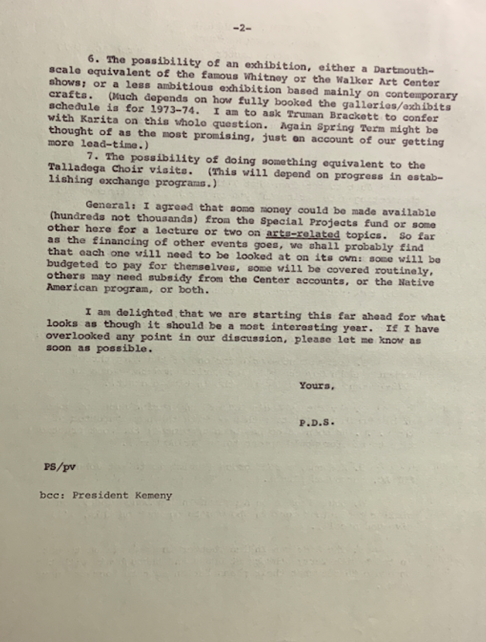 -2-
6. The possibility of an exhibition, either a Dartmouth-
scale equivalent of the famous Whitney or the Walker Art Center
shows; or a less ambitious exhibition based mainly on contemporary
crafts. (Much depends on how fully booked the galleries/exhibits
schedule is for 1973-74. I am to ask Truman Brackett to confer
with Karita on this whole question. Again Spring Term might be
thought of as the most promising, just on account of our getting
more lead-time.)
7. The possibility of doing something equivalent to the
Talladega Choir visits. (This will depend on progress in estab-
lishing exchange programs.)
General: I agreed that some money could be made available
(hundreds not thousands) from the Special Projects fund or some
other here for a lecture or two on arts-related topics. So far
as the financing of other events goes, we shall probably find
that each one will need to be looked at on its own: some will be
budgeted to pay for themselves, some will be covered routinely,
others may need subsidy from the Center accounts, or the Native
American program, or both.
I am delighted that we are starting this far ahead for what
looks as though it should be a most interesting year. If I have
overlooked any point in our discussion, please let me know as
soon as possible.
Yours,
P.D.S.
PS/pv
bcc: President Kemeny